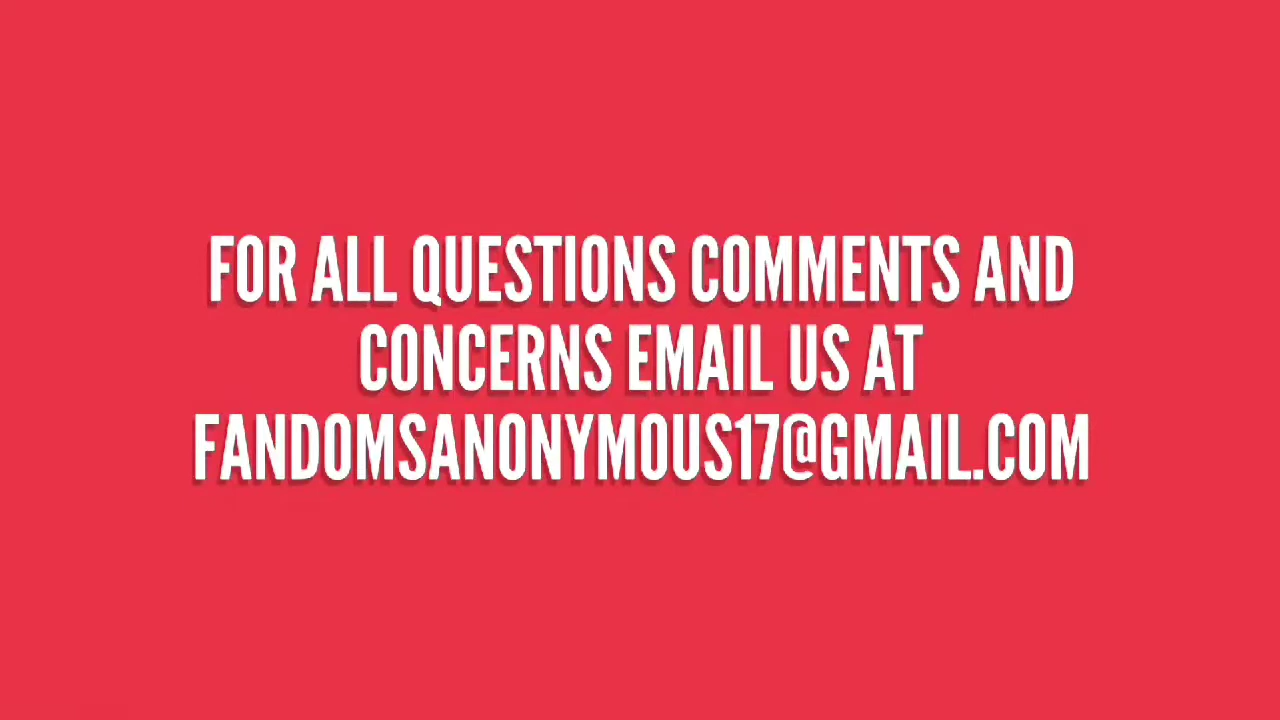 FOR ALL QUESTIONS COMMENTS AND
CONCERNS EMAIL US AT
FANDOMSANONYMOUS17@GMAIL.COM